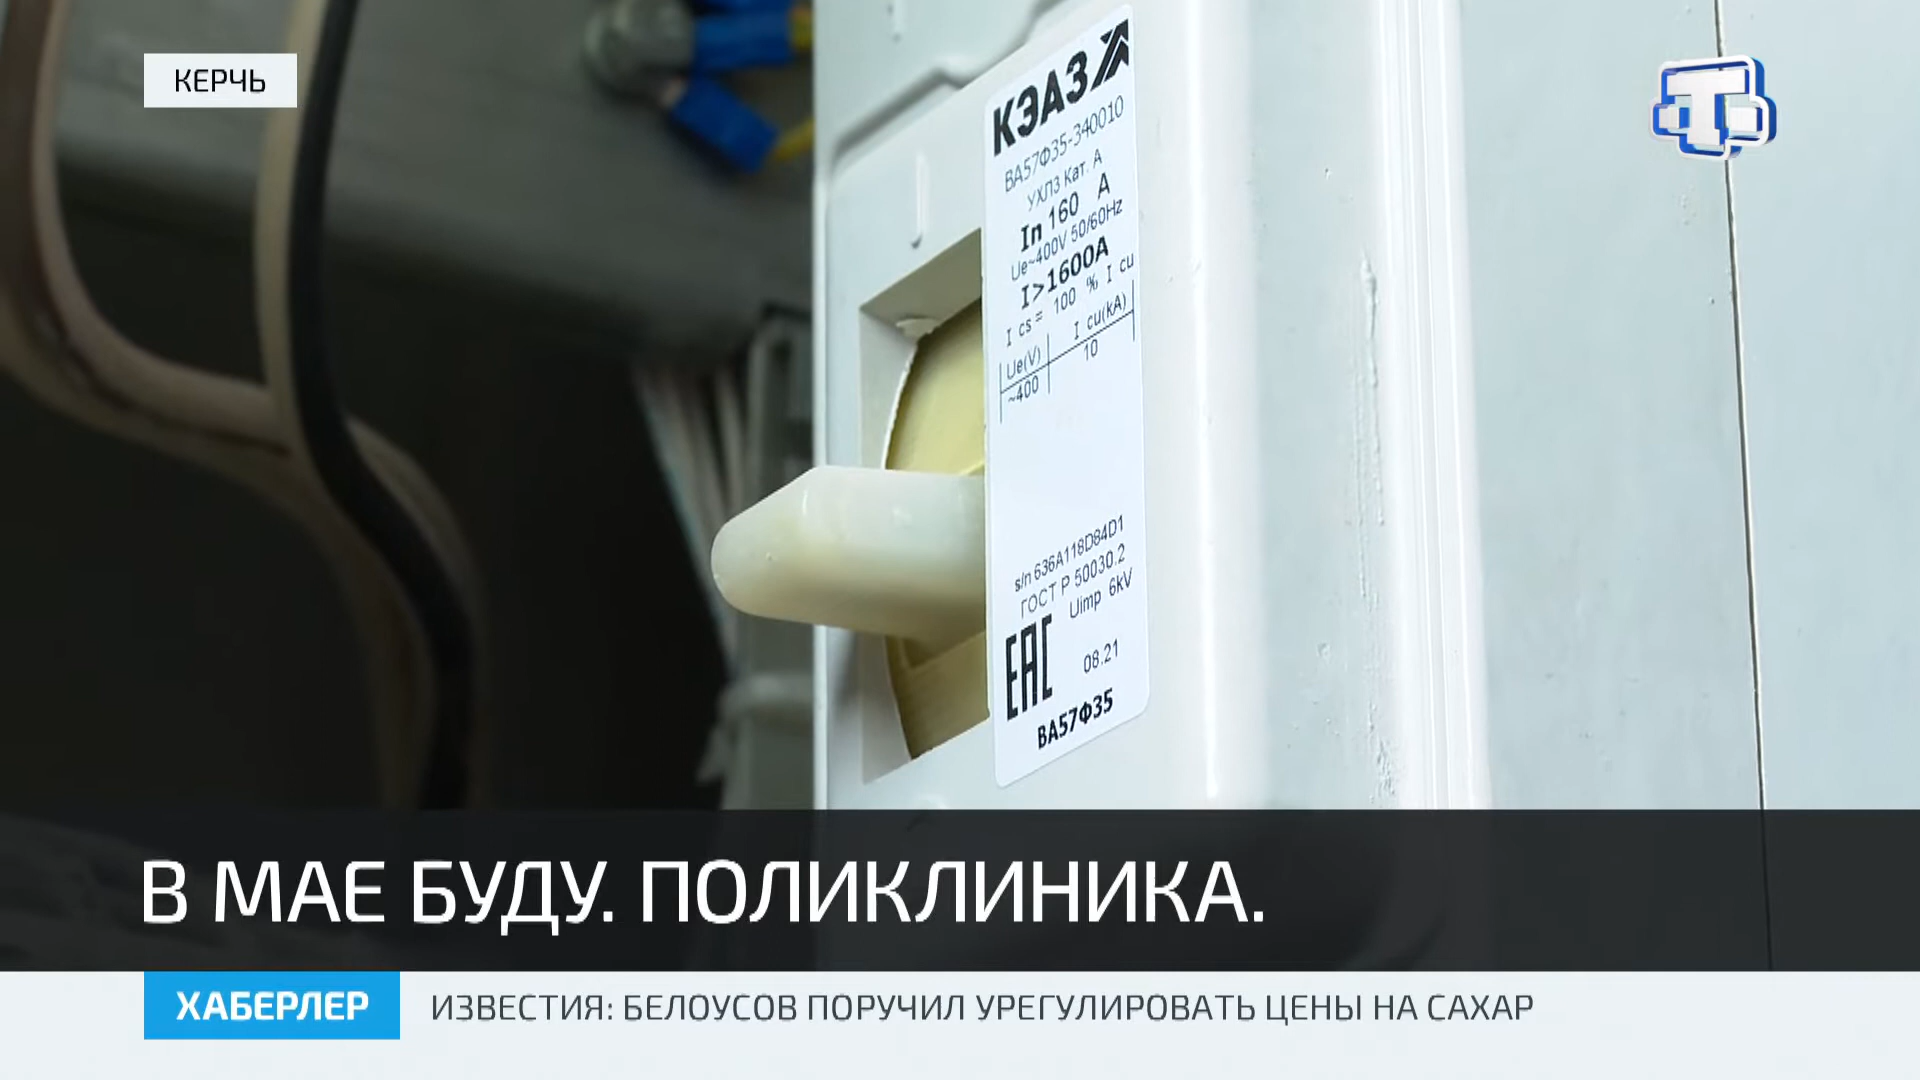 КЕРЧЬ
КЭАЗ
ВА57Ф35-340010
УХЛ3 Кат. А
In 160 А
Ue~400V 50/60Hz
I>1600A
I cs = 100 % I cu
Ue(V) I cu(kA)
~400 10
s/n 636A118D84D1
ГОСТ Р 50030.2
Uimp 6kV
ЕАС
08.21
ВА57Ф35
В МАЕ БУДУ. ПОЛИКЛИНИКА.
ХАБЕРЛЕР ИЗВЕСТИЯ: БЕЛОУСОВ ПОРУЧИЛ УРЕГУЛИРОВАТЬ ЦЕНЫ НА САХАР